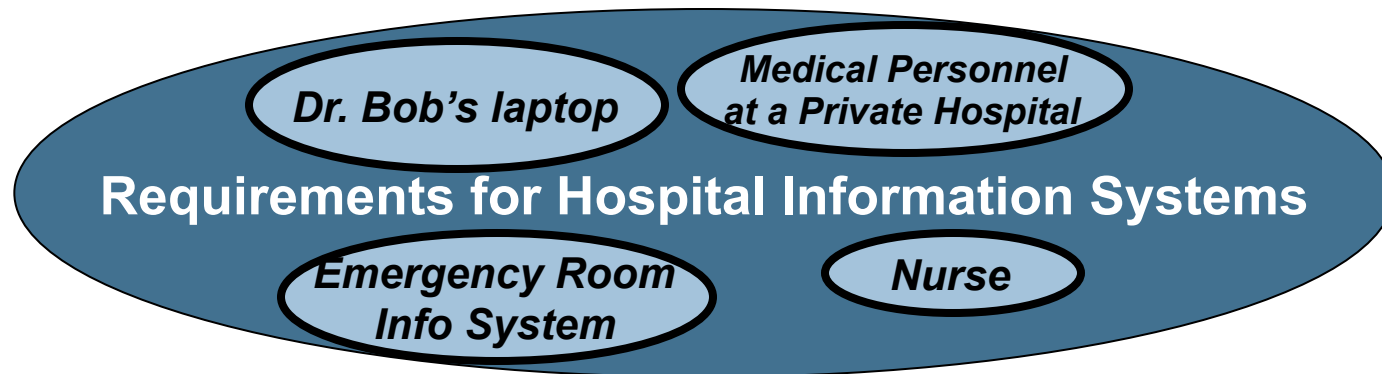 Dr. Bob’s laptop
Medical Personnel
at a Private Hospital
Requirements for Hospital Information Systems
Emergency Room
Info System
Nurse